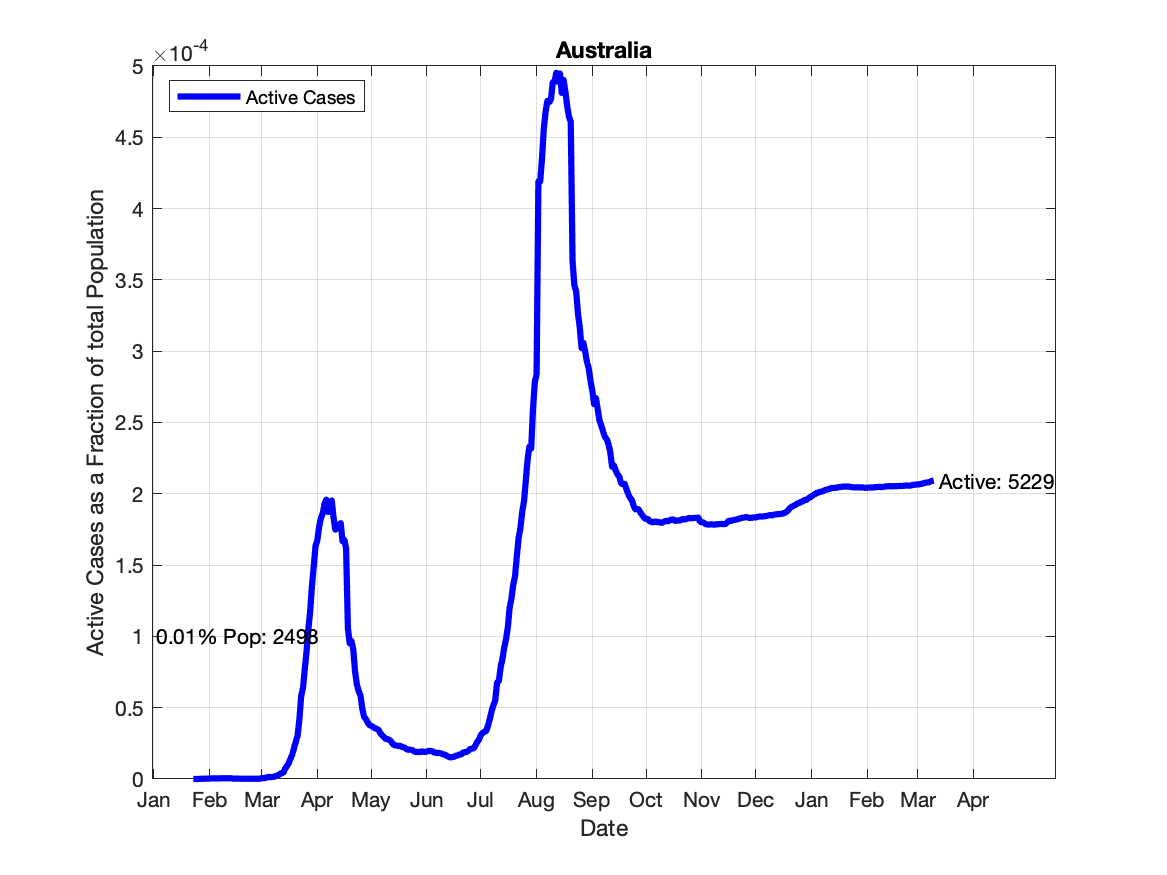 Australia
×10-4
5
Active Cases
4.5
4
3.5
3
2.5
2
1.5
1
0.5
0
Active Cases as a Fraction of total Population
Active: 5229
0.01% Pop: 2498
Jan Feb Mar Apr May Jun Jul Aug Sep Oct Nov Dec Jan Feb Mar Apr
Date